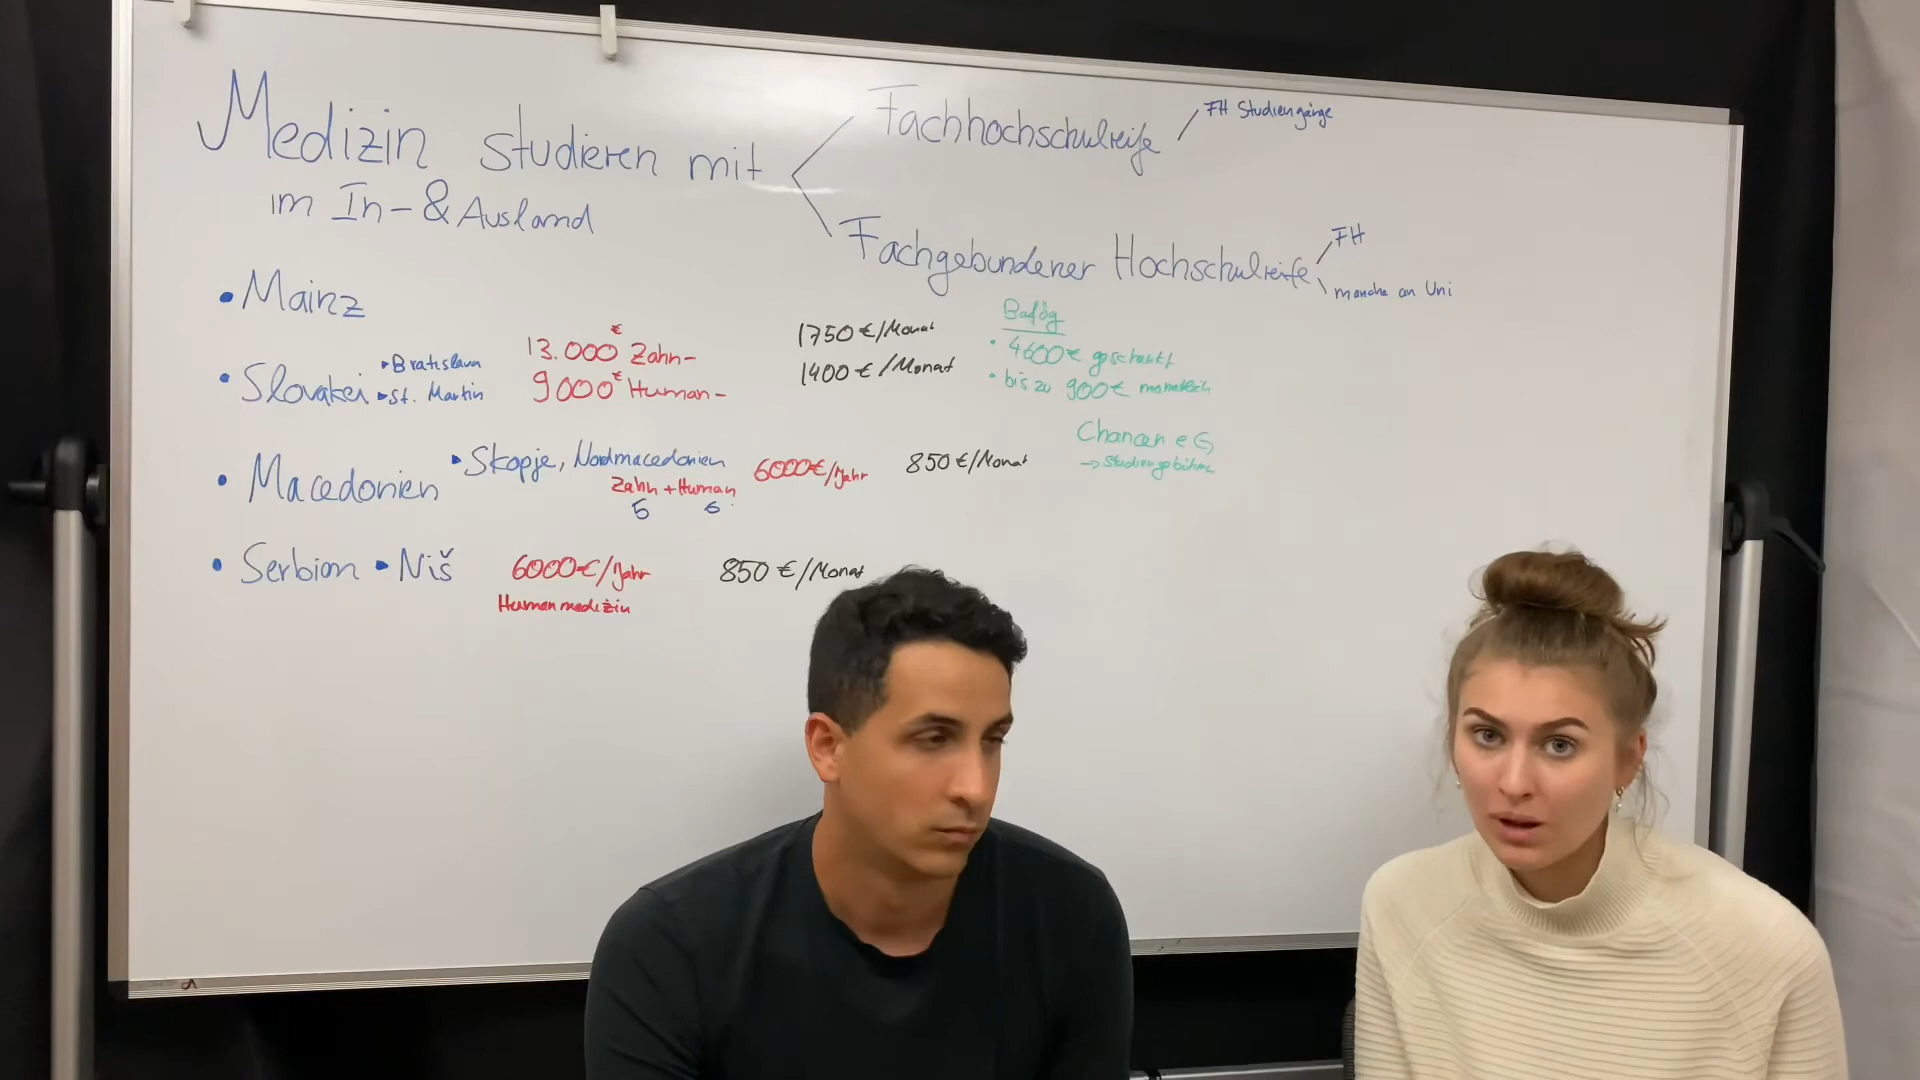 Medizin studieren mit
im In- & Ausland
Fachhochschulreife
FH Studiengänge
Fachgebundener Hochschulreife
FH
manche an Uni
• Mainz
• Slovakei
▸ Bratislava
▸ St. Martin
13.000 € Zahn-
9000 € Human-
1750 €/Monat
1400 €/Monat
Bafög
• 4600 € geschenkt
• bis zu 900 € monatlich
• Macedonien
▸ Skopje, Nordmacedonien
Zahn + Human
5 6
6000€/Jahr
850 €/Monat
Chancen eG
→ Studiengebühren
• Serbien ▸ Niš
6000€/Jahr
Humanmedizin
850 €/Monat